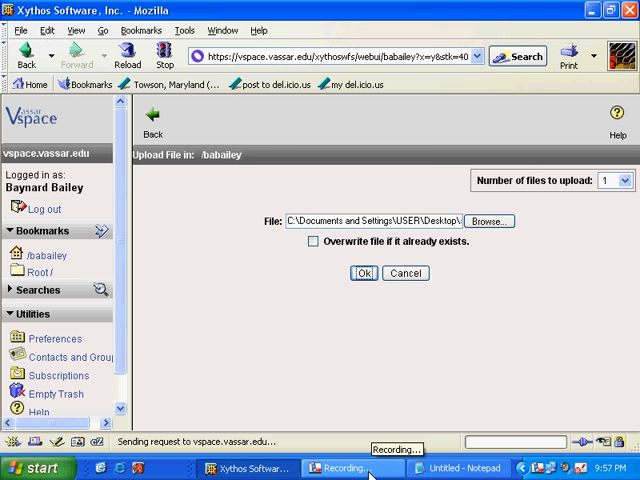 Xythos Software, Inc. - Mozilla
File Edit View Go Bookmarks Tools Window Help
Back Forward Reload Stop https://vspace.vassar.edu/xythoswfs/webui/babailey?x=y&stk=40 Search Print
Home Bookmarks Towson, Maryland (... post to del.icio.us my del.icio.us
Vassar
Vspace
Back
Help
vspace.vassar.edu
Upload File in: /babailey
Logged in as:
Baynard Bailey
Number of files to upload: 1
Log out
File: C:\Documents and Settings\USER\Desktop\ Browse...
Bookmarks
Overwrite file if it already exists.
/babailey
Root /
Ok Cancel
Searches
Utilities
Preferences
Contacts and Group
Subscriptions
Empty Trash
Help
Sending request to vspace.vassar.edu...
Recording...
start Xythos Softwar... Recording... Untitled - Notepad 9:57 PM